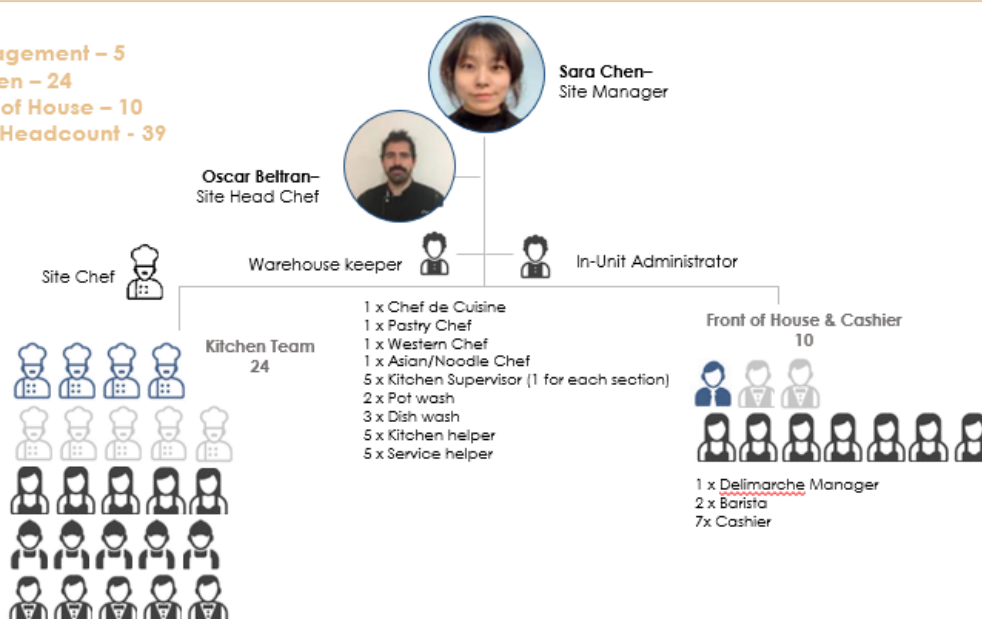 agement – 5
en – 24
of House – 10
Headcount - 39
Sara Chen–
Site Manager
Oscar Beltran–
Site Head Chef
Warehouse keeper
In-Unit Administrator
Site Chef
Kitchen Team
24
1 x Chef de Cuisine
1 x Pastry Chef
1 x Western Chef
1 x Asian/Noodle Chef
5 x Kitchen Supervisor (1 for each section)
2 x Pot wash
3 x Dish wash
5 x Kitchen helper
5 x Service helper
Front of House & Cashier
10
1 x Delimarche Manager
2 x Barista
7x Cashier